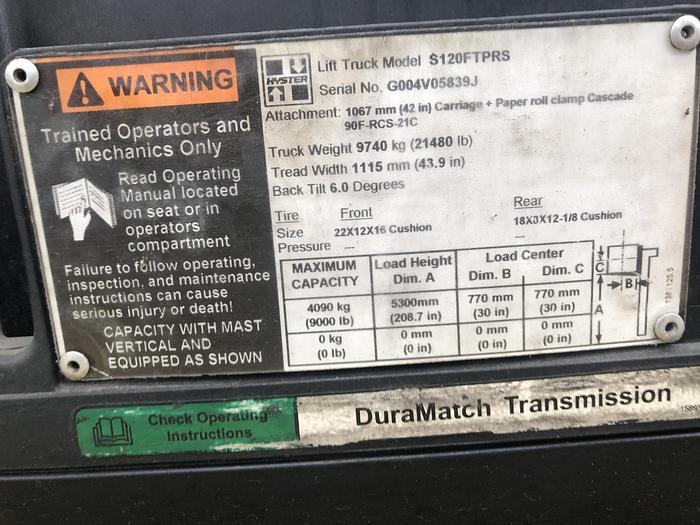 WARNING
Trained Operators and
Mechanics Only
Read Operating
Manual located
on seat or in
operators
compartment
Failure to follow operating,
inspection, and maintenance
instructions can cause
serious injury or death!
CAPACITY WITH MAST
VERTICAL AND
EQUIPPED AS SHOWN
HYSTER
Lift Truck Model S120FTPRS
Serial No. G004V05839J
Attachment: 1067 mm (42 in) Carriage + Paper roll clamp Cascade
90F-RCS-21C
Truck Weight 9740 kg (21480 lb)
Tread Width 1115 mm (43.9 in)
Back Tilt 6.0 Degrees
Tire Front Rear
Size 22X12X16 Cushion 18X3X12-1/8 Cushion
Pressure --- ---
MAXIMUM CAPACITY Load Height Dim. A Load Center Dim. B Dim. C
4090 kg (9000 lb) 5300mm (208.7 in) 770 mm (30 in) 770 mm (30 in)
0 kg (0 lb) 0 mm (0 in) 0 mm (0 in) 0 mm (0 in)
C B A
Check Operating
Instructions
DuraMatch Transmission